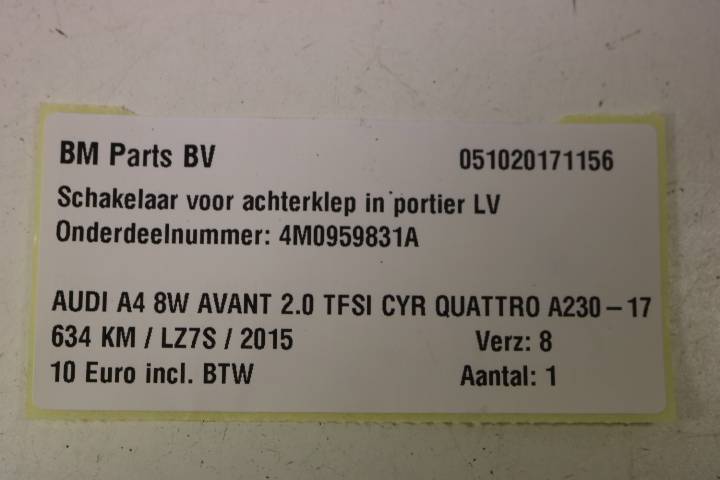 BM Parts BV 051020171156
Schakelaar voor achterklep in portier LV
Onderdeelnummer: 4M0959831A
AUDI A4 8W AVANT 2.0 TFSI CYR QUATTRO A230-17
634 KM / LZ7S / 2015 Verz: 8
10 Euro incl. BTW Aantal: 1